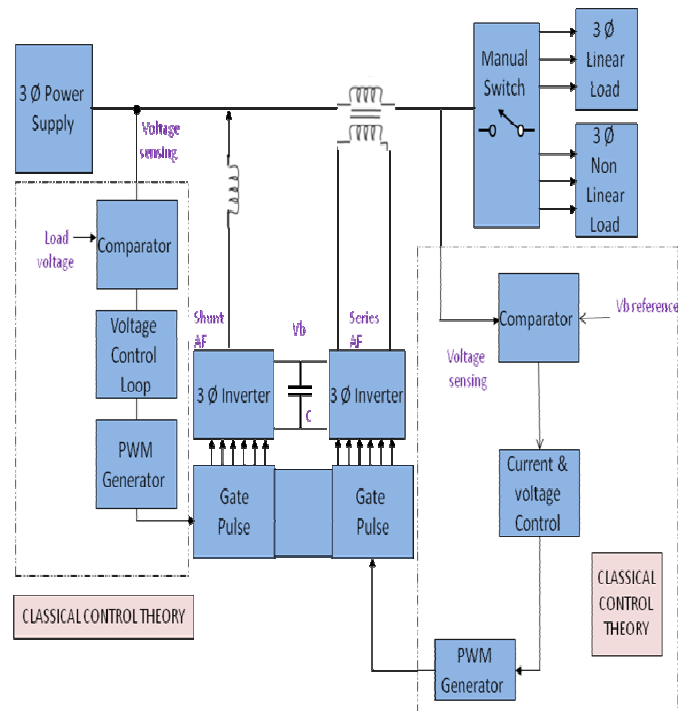 3 Ø Power
Supply
Voltage
sensing
Manual
Switch
3 Ø
Linear
Load
3 Ø
Non
Linear
Load
Load
voltage
Comparator
Voltage
Control
Loop
PWM
Generator
Shunt
AF
Vb
Series
AF
3 Ø Inverter
C
3 Ø Inverter
Gate
Pulse
Gate
Pulse
Comparator
Vb reference
Voltage
sensing
Current &
voltage
Control
PWM
Generator
CLASSICAL CONTROL THEORY
CLASSICAL
CONTROL
THEORY